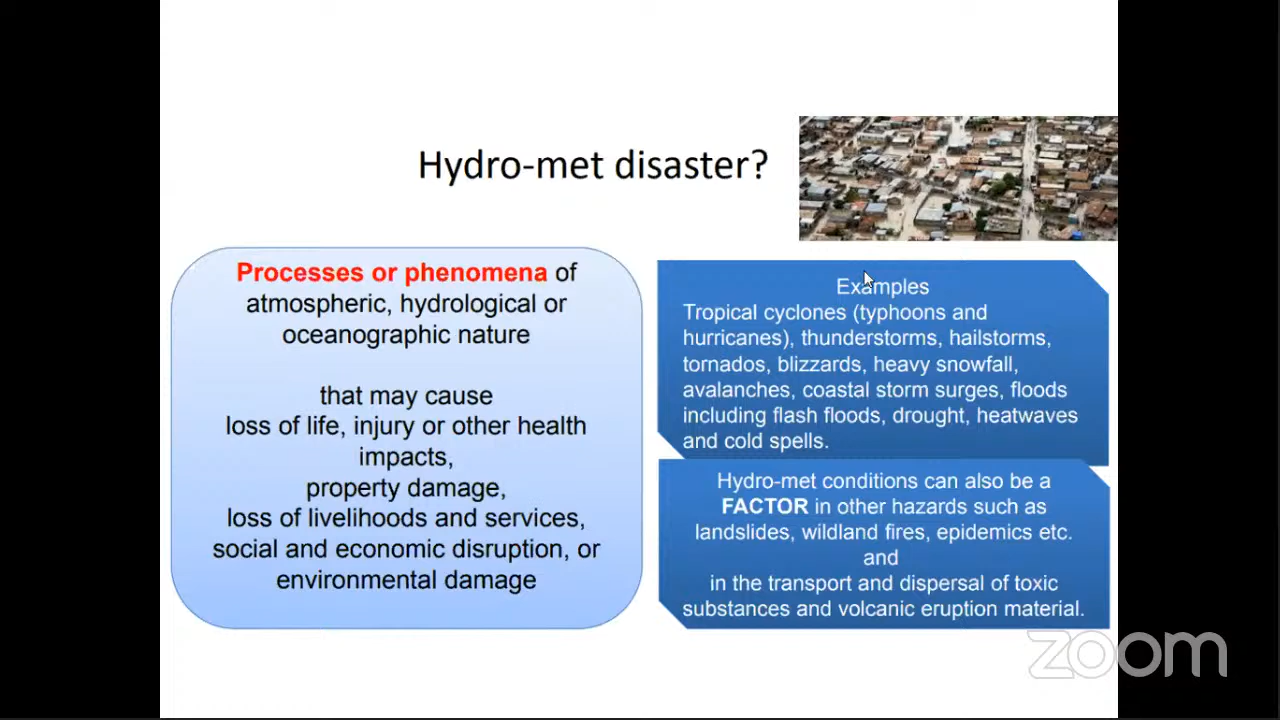 Hydro-met disaster?
Processes or phenomena of
atmospheric, hydrological or
oceanographic nature
that may cause
loss of life, injury or other health
impacts,
property damage,
loss of livelihoods and services,
social and economic disruption, or
environmental damage
Examples
Tropical cyclones (typhoons and
hurricanes), thunderstorms, hailstorms,
tornados, blizzards, heavy snowfall,
avalanches, coastal storm surges, floods
including flash floods, drought, heatwaves
and cold spells.
Hydro-met conditions can also be a
FACTOR in other hazards such as
landslides, wildland fires, epidemics etc.
and
in the transport and dispersal of toxic
substances and volcanic eruption material.
zoom